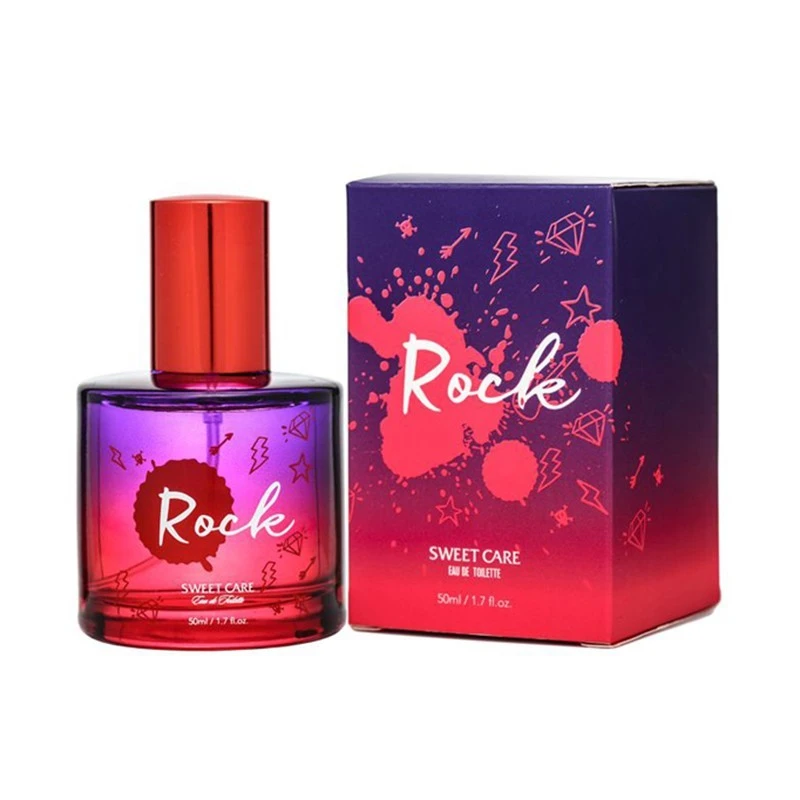 Rock
SWEET CARE
Eau de Toilette
50ml / 1.7 fl.oz.
Rock
SWEET CARE
EAU DE TOILETTE
50ml / 1.7 fl.oz.